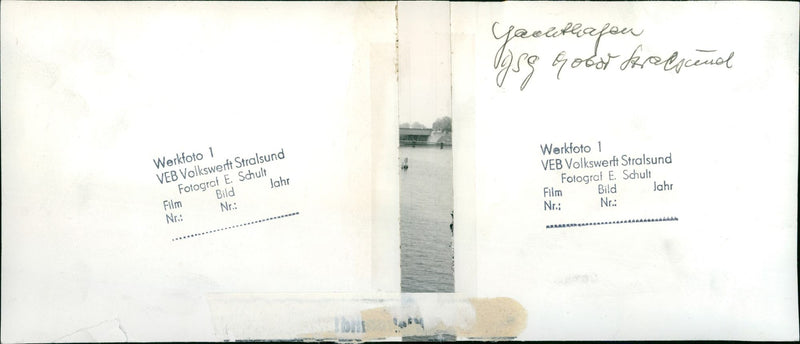 Werkfoto 1
VEB Volkswerft Stralsund
Fotograf E. Schult
Film Bild Jahr
Nr.: Nr.:
Yachthafen
Stralsund
Werkfoto 1
VEB Volkswerft Stralsund
Fotograf E. Schult
Film Bild Jahr
Nr.: Nr.: